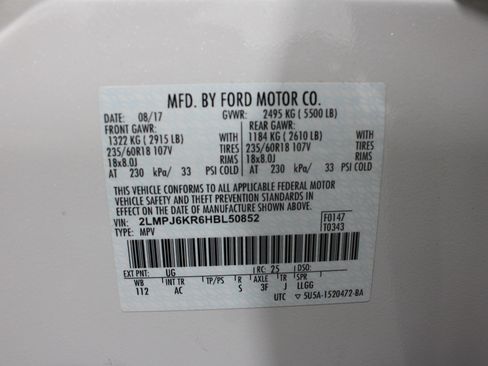 MFD. BY FORD MOTOR CO.
DATE: 08/17 GVWR: 2495 KG ( 5500 LB)
FRONT GAWR: REAR GAWR:
1322 KG ( 2915 LB) WITH 1184 KG ( 2610 LB) WITH
235/60R18 107V TIRES 235/60R18 107V TIRES
18x8.0J RIMS 18x8.0J RIMS
AT 230 kPa/ 33 PSI COLD AT 230 kPa/ 33 PSI COLD
THIS VEHICLE CONFORMS TO ALL APPLICABLE FEDERAL MOTOR
VEHICLE SAFETY AND THEFT PREVENTION STANDARDS IN
EFFECT ON THE DATE OF MANUFACTURE SHOWN ABOVE.
VIN: 2LMPJ6KR6HBL50852 F0147
TYPE: MPV T0343
EXT PNT: UG RC: 25 DSO:
WB INT TR TP/PS R AXLE TR SPR
112 AC S 3F J LLGG
UTC ▽ 5U5A-1520472-BA